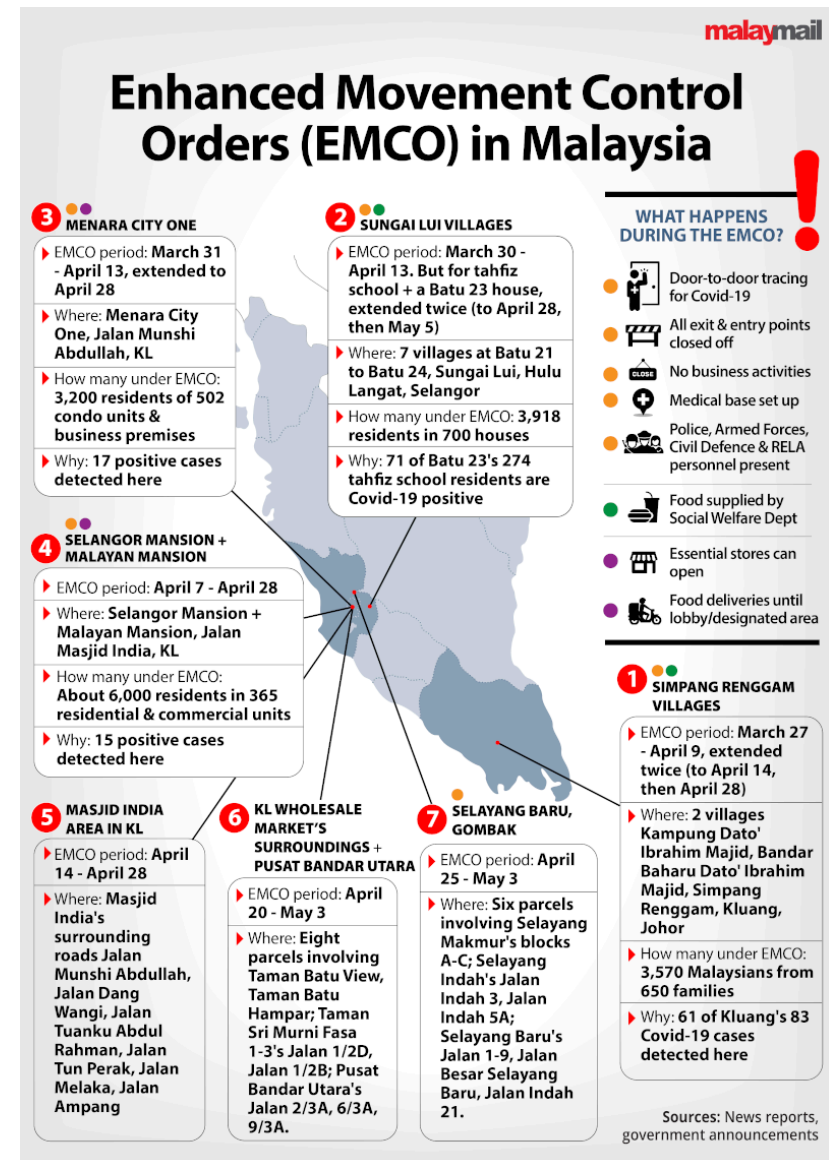 malaymail
Enhanced Movement Control
Orders (EMCO) in Malaysia
3
MENARA CITY ONE
EMCO period: March 31
- April 13, extended to
April 28
Where: Menara City
One, Jalan Munshi
Abdullah, KL
How many under EMCO:
3,200 residents of 502
condo units &
business premises
Why: 17 positive cases
detected here
2
SUNGAI LUI VILLAGES
EMCO period: March 30 -
April 13. But for tahfiz
school + a Batu 23 house,
extended twice (to April 28,
then May 5)
Where: 7 villages at Batu 21
to Batu 24, Sungai Lui, Hulu
Langat, Selangor
How many under EMCO: 3,918
residents in 700 houses
Why: 71 of Batu 23's 274
tahfiz school residents are
Covid-19 positive
!
WHAT HAPPENS
DURING THE EMCO?
Door-to-door tracing
for Covid-19
All exit & entry points
closed off
CLOSE
No business activities
Medical base set up
Police, Armed Forces,
Civil Defence & RELA
personnel present
Food supplied by
Social Welfare Dept
Essential stores can
open
Food deliveries until
lobby/designated area
4
SELANGOR MANSION +
MALAYAN MANSION
EMCO period: April 7 - April 28
Where: Selangor Mansion +
Malayan Mansion, Jalan
Masjid India, KL
How many under EMCO:
About 6,000 residents in 365
residential & commercial units
Why: 15 positive cases
detected here
1
SIMPANG RENGGAM
VILLAGES
EMCO period: March 27
- April 9, extended
twice (to April 14,
then April 28)
Where: 2 villages
Kampung Dato'
Ibrahim Majid, Bandar
Baharu Dato' Ibrahim
Majid, Simpang
Renggam, Kluang,
Johor
How many under EMCO:
3,570 Malaysians from
650 families
Why: 61 of Kluang's 83
Covid-19 cases
detected here
5
MASJID INDIA
AREA IN KL
EMCO period: April
14 - April 28
Where: Masjid
India's
surrounding
roads Jalan
Munshi Abdullah,
Jalan Dang
Wangi, Jalan
Tuanku Abdul
Rahman, Jalan
Tun Perak, Jalan
Melaka, Jalan
Ampang
6
KL WHOLESALE
MARKET'S
SURROUNDINGS +
PUSAT BANDAR UTARA
EMCO period: April
20 - May 3
Where: Eight
parcels involving
Taman Batu View,
Taman Batu
Hampar; Taman
Sri Murni Fasa
1-3's Jalan 1/2D,
Jalan 1/2B; Pusat
Bandar Utara's
Jalan 2/3A, 6/3A,
9/3A.
7
SELAYANG BARU,
GOMBAK
EMCO period: April
25 - May 3
Where: Six parcels
involving Selayang
Makmur's blocks
A-C; Selayang
Indah's Jalan
Indah 3, Jalan
Indah 5A;
Selayang Baru's
Jalan 1-9, Jalan
Besar Selayang
Baru, Jalan Indah
21.
Sources: News reports,
government announcements